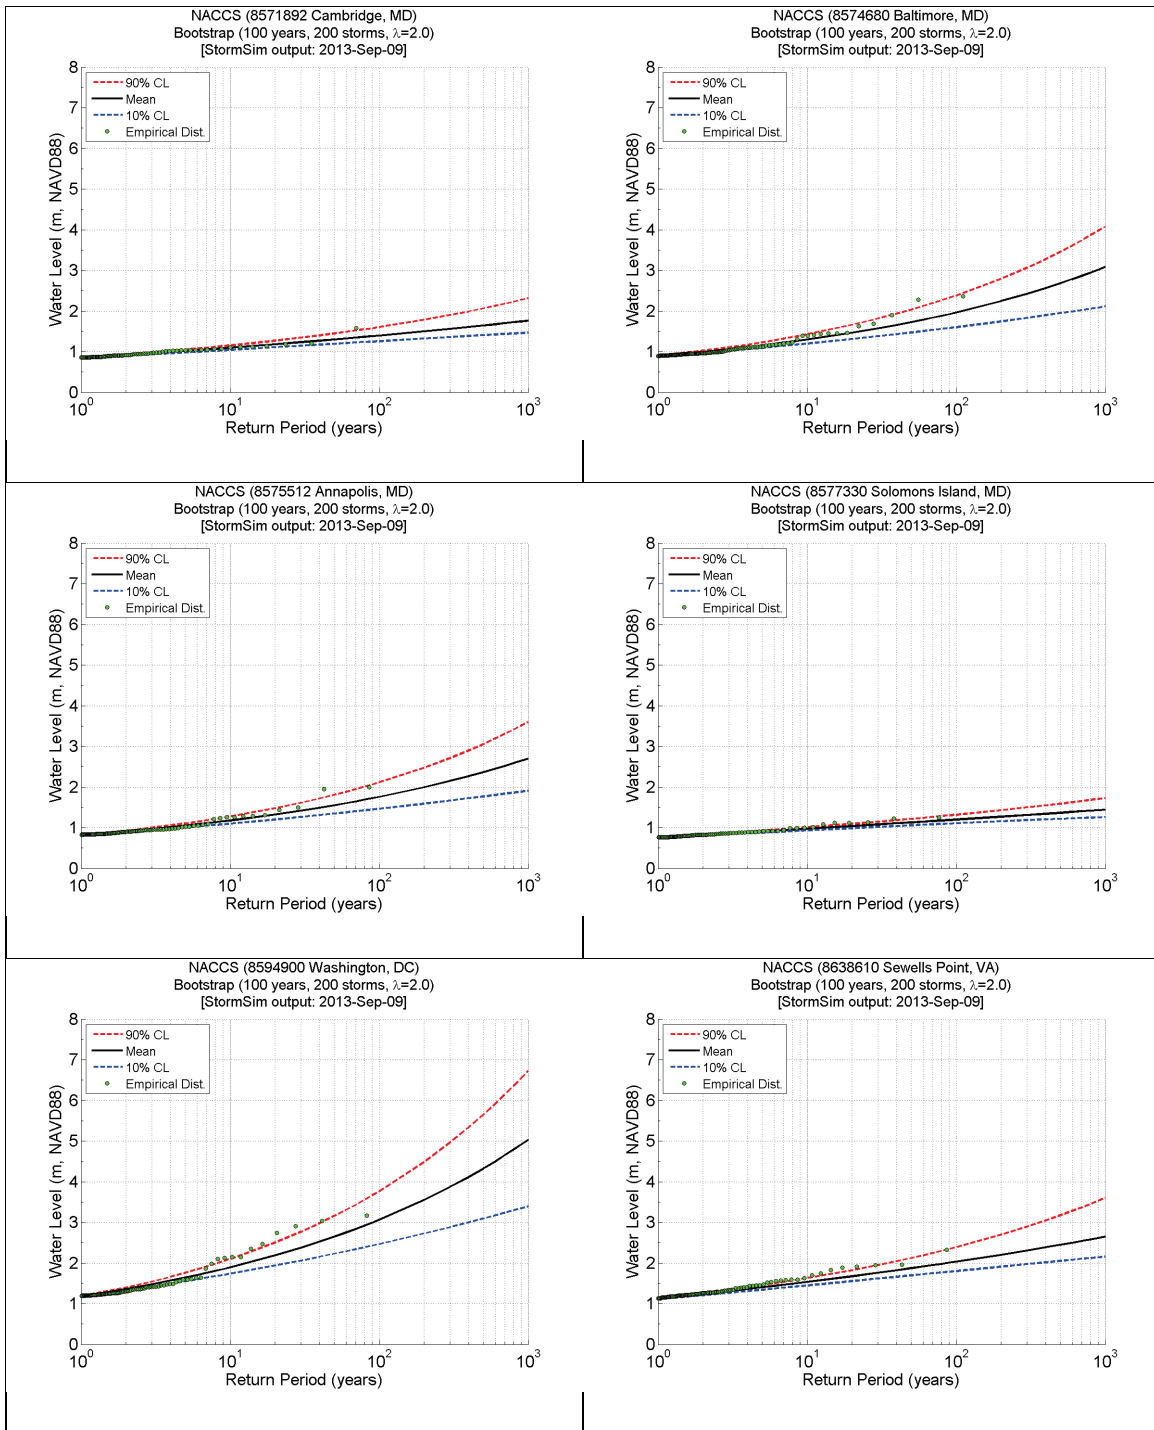 NACCS (8571892 Cambridge, MD)
Bootstrap (100 years, 200 storms, λ=2.0)
[StormSim output: 2013-Sep-09]
90% CL
Mean
10% CL
Empirical Dist.
Water Level (m, NAVD88)
8
7
6
5
4
3
2
1
0
10^0
10^1
10^2
10^3
Return Period (years)
NACCS (8574680 Baltimore, MD)
Bootstrap (100 years, 200 storms, λ=2.0)
[StormSim output: 2013-Sep-09]
90% CL
Mean
10% CL
Empirical Dist.
Water Level (m, NAVD88)
8
7
6
5
4
3
2
1
0
10^0
10^1
10^2
10^3
Return Period (years)
NACCS (8575512 Annapolis, MD)
Bootstrap (100 years, 200 storms, λ=2.0)
[StormSim output: 2013-Sep-09]
90% CL
Mean
10% CL
Empirical Dist.
Water Level (m, NAVD88)
8
7
6
5
4
3
2
1
0
10^0
10^1
10^2
10^3
Return Period (years)
NACCS (8577330 Solomons Island, MD)
Bootstrap (100 years, 200 storms, λ=2.0)
[StormSim output: 2013-Sep-09]
90% CL
Mean
10% CL
Empirical Dist.
Water Level (m, NAVD88)
8
7
6
5
4
3
2
1
0
10^0
10^1
10^2
10^3
Return Period (years)
NACCS (8594900 Washington, DC)
Bootstrap (100 years, 200 storms, λ=2.0)
[StormSim output: 2013-Sep-09]
90% CL
Mean
10% CL
Empirical Dist.
Water Level (m, NAVD88)
8
7
6
5
4
3
2
1
0
10^0
10^1
10^2
10^3
Return Period (years)
NACCS (8638610 Sewells Point, VA)
Bootstrap (100 years, 200 storms, λ=2.0)
[StormSim output: 2013-Sep-09]
90% CL
Mean
10% CL
Empirical Dist.
Water Level (m, NAVD88)
8
7
6
5
4
3
2
1
0
10^0
10^1
10^2
10^3
Return Period (years)